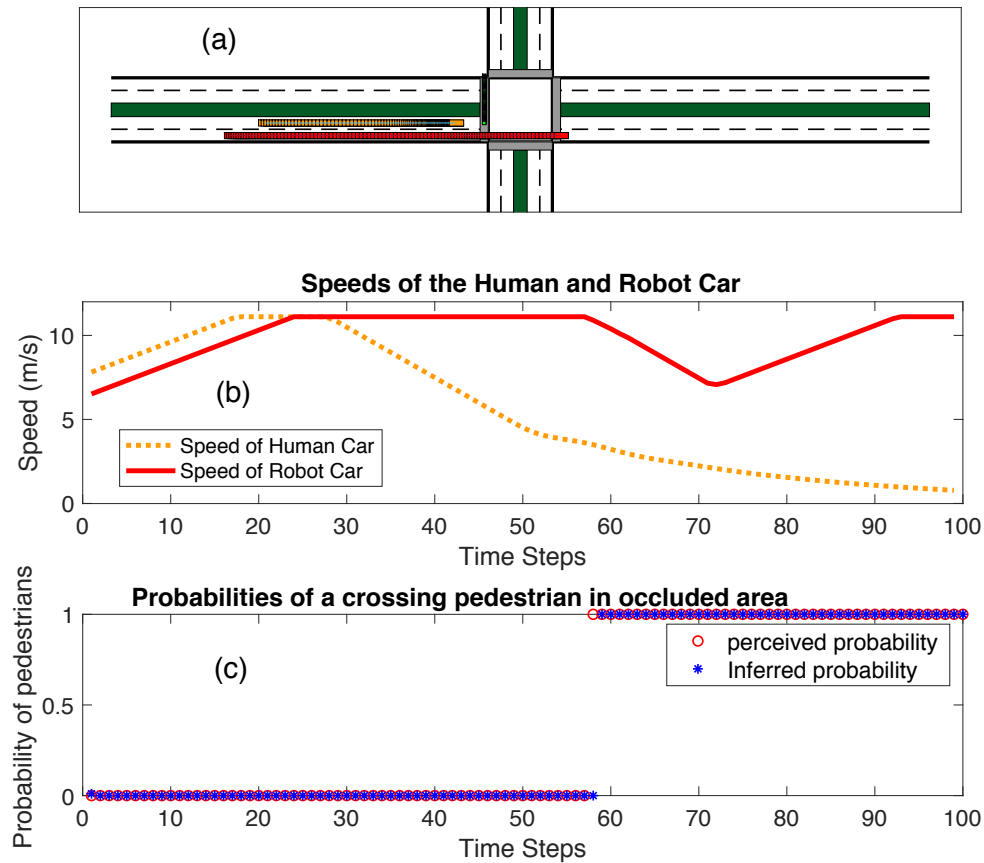 (a)
Speeds of the Human and Robot Car
Speed (m/s)
10
5
0
(b)
Speed of Human Car
Speed of Robot Car
0 10 20 30 40 50 60 70 80 90 100
Time Steps
Probabilities of a crossing pedestrian in occluded area
Probability of pedestrians
1
0.5
0
(c)
perceived probability
Inferred probability
0 10 20 30 40 50 60 70 80 90 100
Time Steps